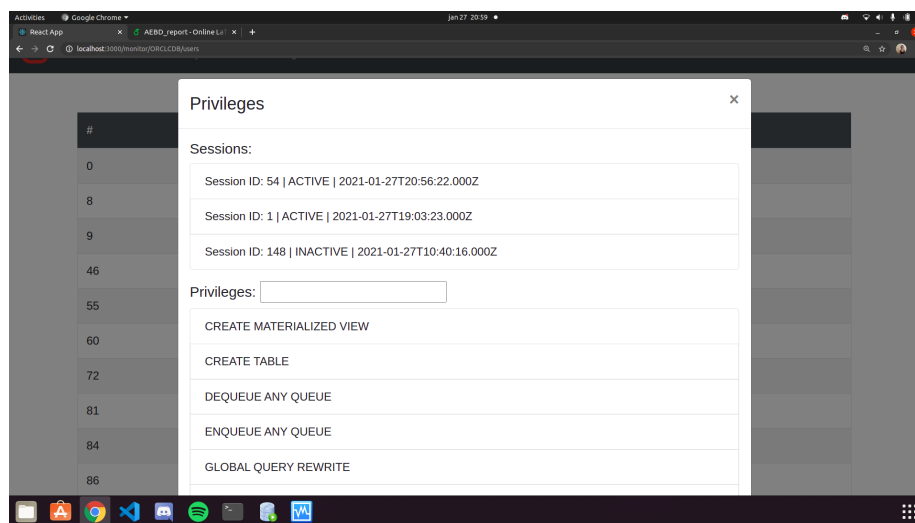 Activities Google Chrome jan 27 20:59
React App × AEBD_report - Online La × +
localhost:3000/monitor/ORCLCDB/users
Privileges ×
#
Sessions:
0
Session ID: 54 | ACTIVE | 2021-01-27T20:56:22.000Z
8
Session ID: 1 | ACTIVE | 2021-01-27T19:03:23.000Z
9
Session ID: 148 | INACTIVE | 2021-01-27T10:40:16.000Z
46
Privileges:
55
CREATE MATERIALIZED VIEW
60
CREATE TABLE
72
DEQUEUE ANY QUEUE
81
ENQUEUE ANY QUEUE
84
GLOBAL QUERY REWRITE
86